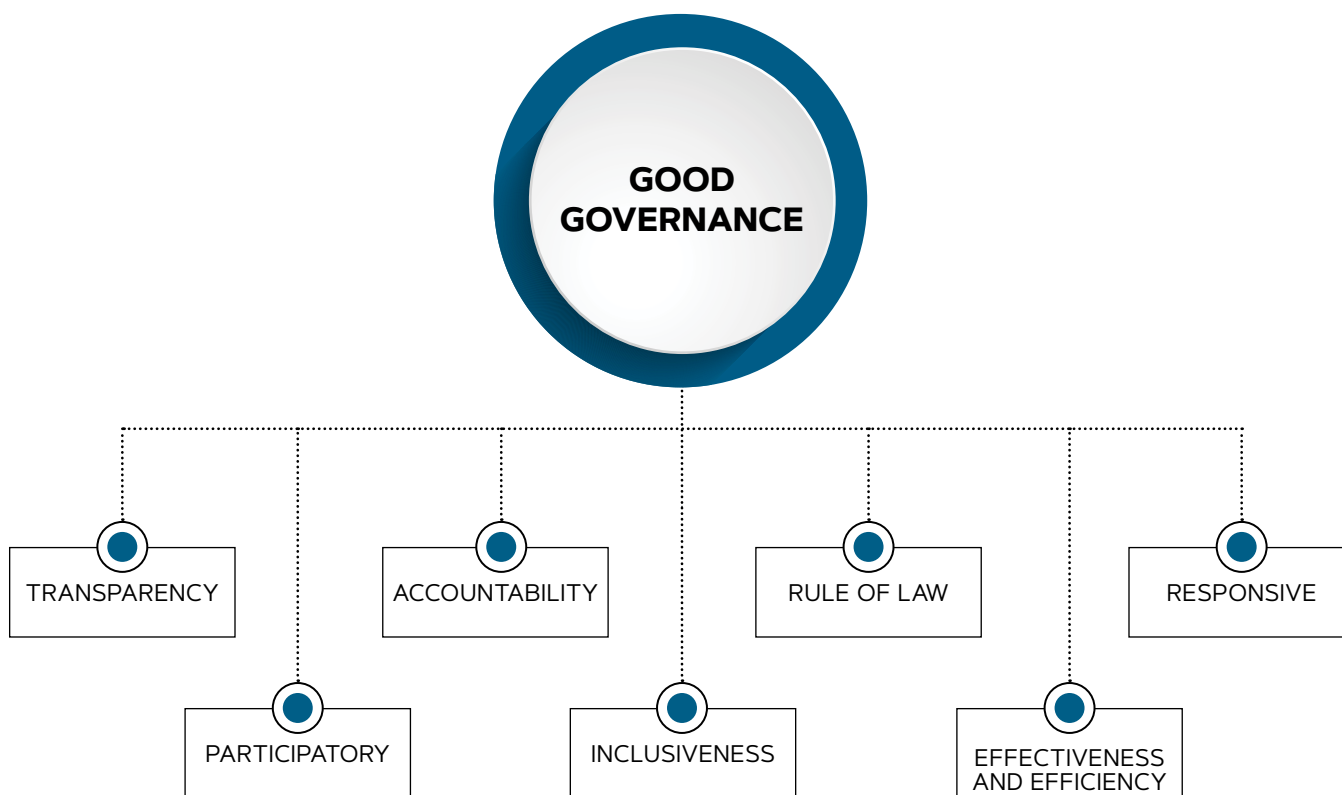 GOOD
GOVERNANCE
TRANSPARENCY
ACCOUNTABILITY
RULE OF LAW
RESPONSIVE
PARTICIPATORY
INCLUSIVENESS
EFFECTIVENESS
AND EFFICIENCY